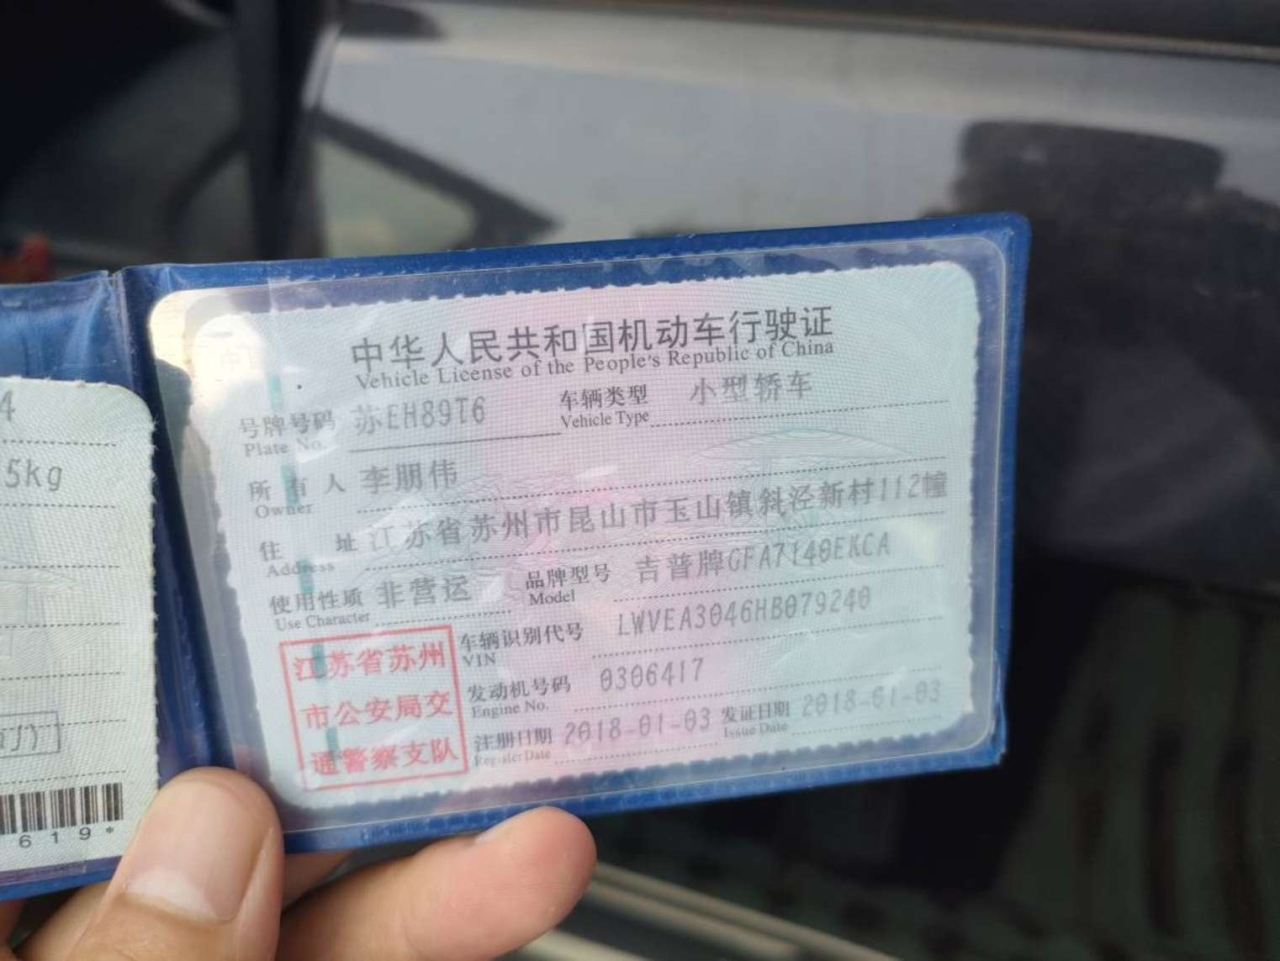 4
5kg
619*
中华人民共和国机动车行驶证
Vehicle License of the People's Republic of China
号牌号码 苏EH89T6 车辆类型 小型轿车
Plate No. Vehicle Type
所有人 李朋伟
Owner
住址 江苏省苏州市昆山市玉山镇斜泾新村112幢
Address
使用性质 非营运 品牌型号 吉普牌GFA7140EKCA
Use Character Model
江苏省苏州
市公安局交
通警察支队
车辆识别代号 LWVEA3046HB079240
VIN
发动机号码 0306417
Engine No.
注册日期 2018-01-03 发证日期 2018-01-03
Register Date Issue Date